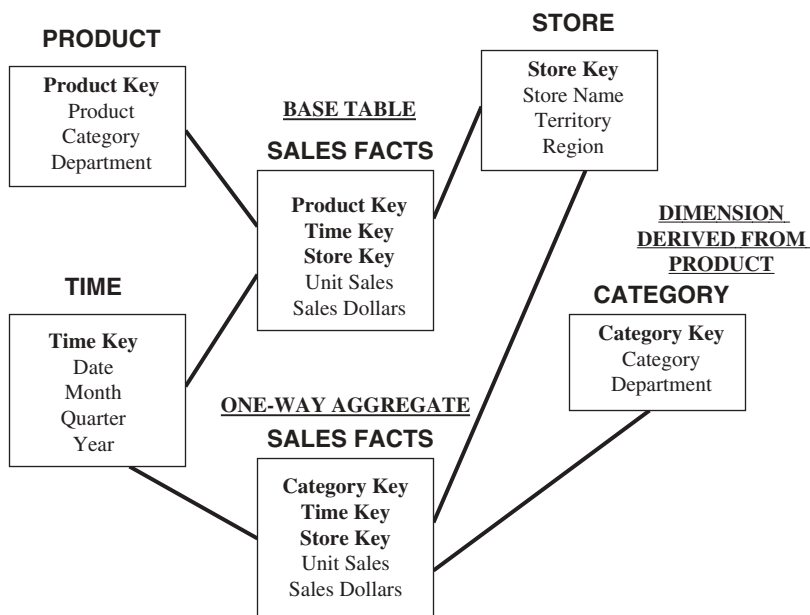 PRODUCT
Product Key
Product
Category
Department
STORE
Store Key
Store Name
Territory
Region
BASE TABLE
SALES FACTS
Product Key
Time Key
Store Key
Unit Sales
Sales Dollars
DIMENSION
DERIVED FROM
PRODUCT
CATEGORY
Category Key
Category
Department
TIME
Time Key
Date
Month
Quarter
Year
ONE-WAY AGGREGATE
SALES FACTS
Category Key
Time Key
Store Key
Unit Sales
Sales Dollars